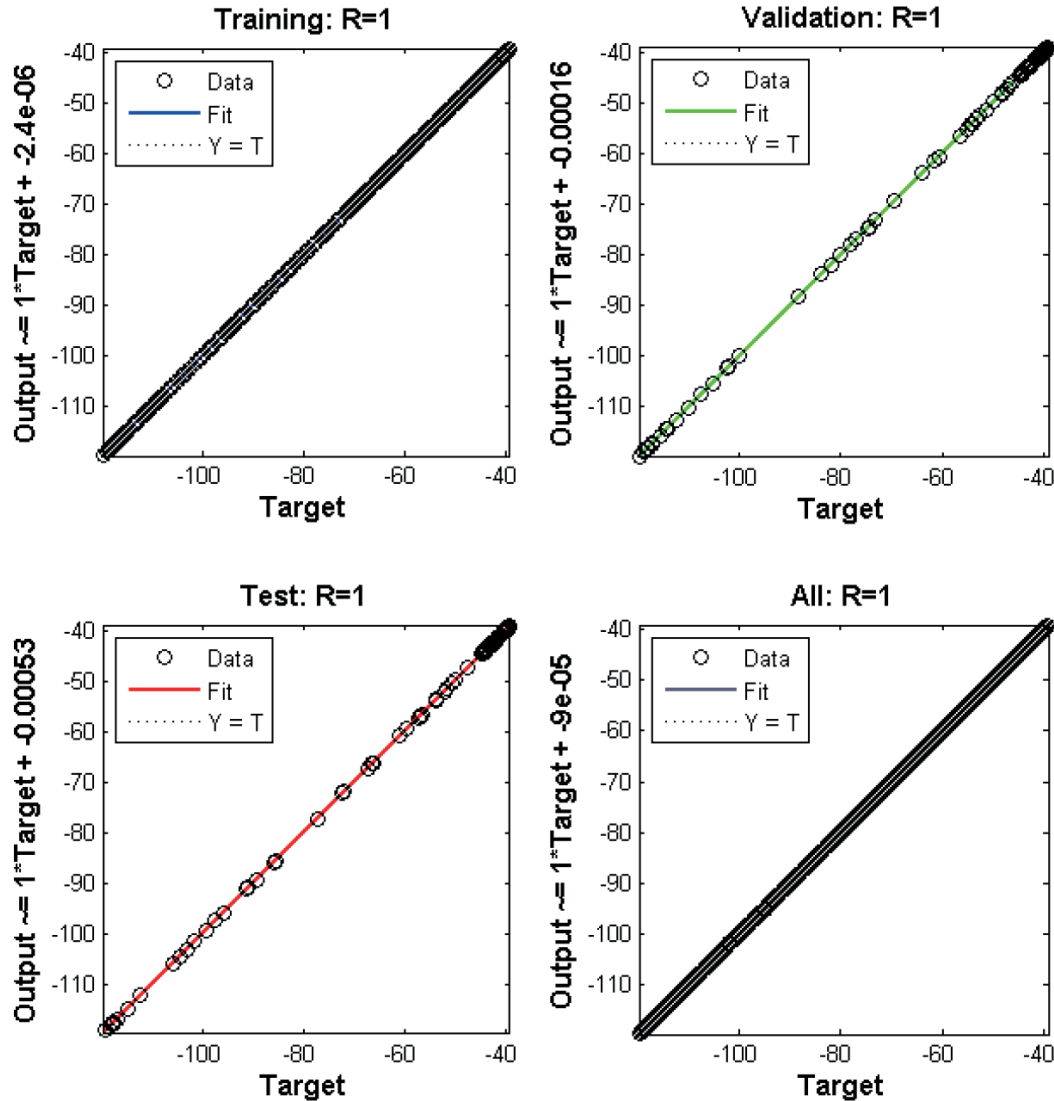 Training: R=1
Output ~= 1*Target + -2.4e-06
-40
-50
-60
-70
-80
-90
-100
-110
Data
Fit
Y = T
-100
-80
-60
-40
Target
Validation: R=1
Output ~= 1*Target + -0.00016
-40
-50
-60
-70
-80
-90
-100
-110
Data
Fit
Y = T
-100
-80
-60
-40
Target
Test: R=1
Output ~= 1*Target + -0.00053
-40
-50
-60
-70
-80
-90
-100
-110
Data
Fit
Y = T
-100
-80
-60
-40
Target
All: R=1
Output ~= 1*Target + -9e-05
-40
-50
-60
-70
-80
-90
-100
-110
Data
Fit
Y = T
-100
-80
-60
-40
Target